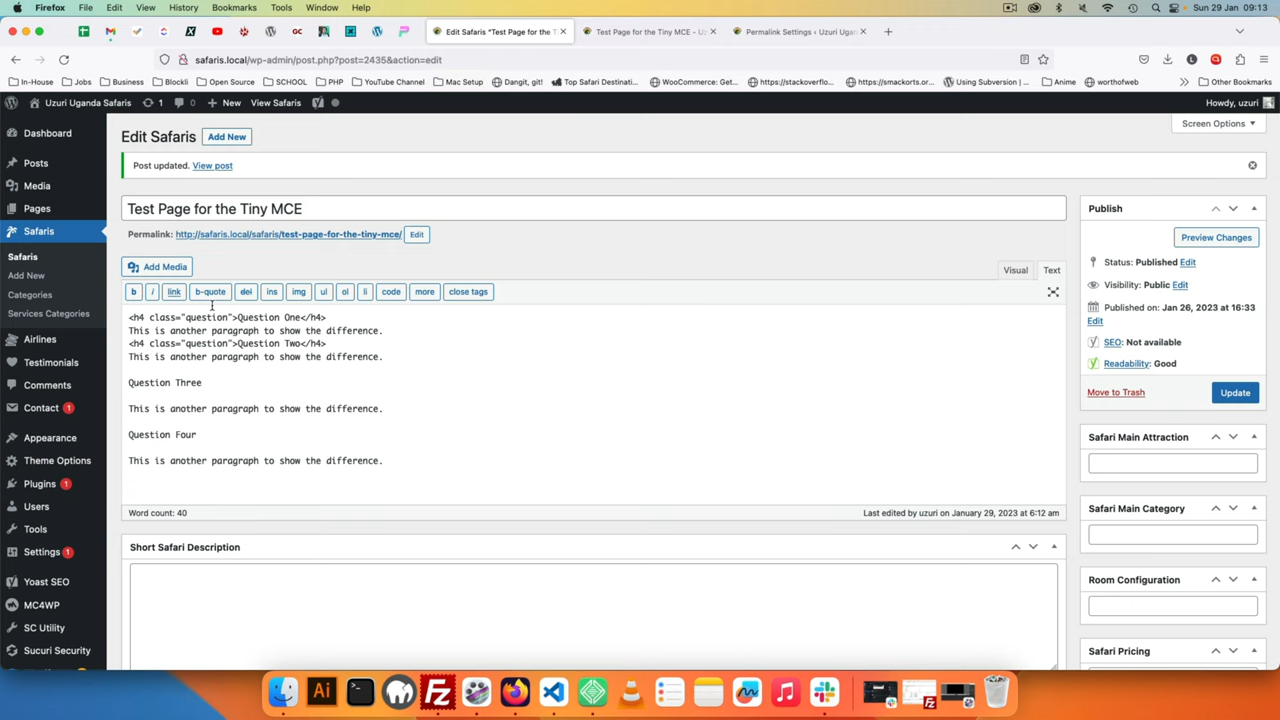 Firefox File Edit View History Bookmarks Tools Window Help Sun 29 Jan 09:13
Edit Safaris "Test Page for the T Test Page for the Tiny MCE - Uz Permalink Settings ‹ Uzuri Ugan
safaris.local/wp-admin/post.php?post=2435&action=edit
In-House Jobs Business Blockli Open Source SCHOOL PHP YouTube Channel Mac Setup Dangit, git! Top Safari Destinati... WooCommerce: Get... https://stackoverflo... https://smackorts.or... Using Subversion | ... Anime worthofweb Other Bookmarks
Uzuri Uganda Safaris 1 0 New View Safaris Howdy, uzuri
Screen Options
Dashboard
Posts
Media
Pages
Safaris
Safaris
Add New
Categories
Services Categories
Airlines
Testimonials
Comments
Contact 1
Appearance
Theme Options
Plugins 1
Users
Tools
Settings 1
Yoast SEO
MC4WP
SC Utility
Sucuri Security
Edit Safaris Add New
Post updated. View post
Test Page for the Tiny MCE
Permalink: http://safaris.local/safaris/test-page-for-the-tiny-mce/ Edit
Add Media
Visual Text
b i link b-quote del ins img ul ol li code more close tags
<h4 class="question">Question One</h4>
This is another paragraph to show the difference.
<h4 class="question">Question Two</h4>
This is another paragraph to show the difference.
Question Three
This is another paragraph to show the difference.
Question Four
This is another paragraph to show the difference.
Word count: 40 Last edited by uzuri on January 29, 2023 at 6:12 am
Short Safari Description
Publish
Preview Changes
Status: Published Edit
Visibility: Public Edit
Published on: Jan 26, 2023 at 16:33
Edit
SEO: Not available
Readability: Good
Move to Trash Update
Safari Main Attraction
Safari Main Category
Room Configuration
Safari Pricing